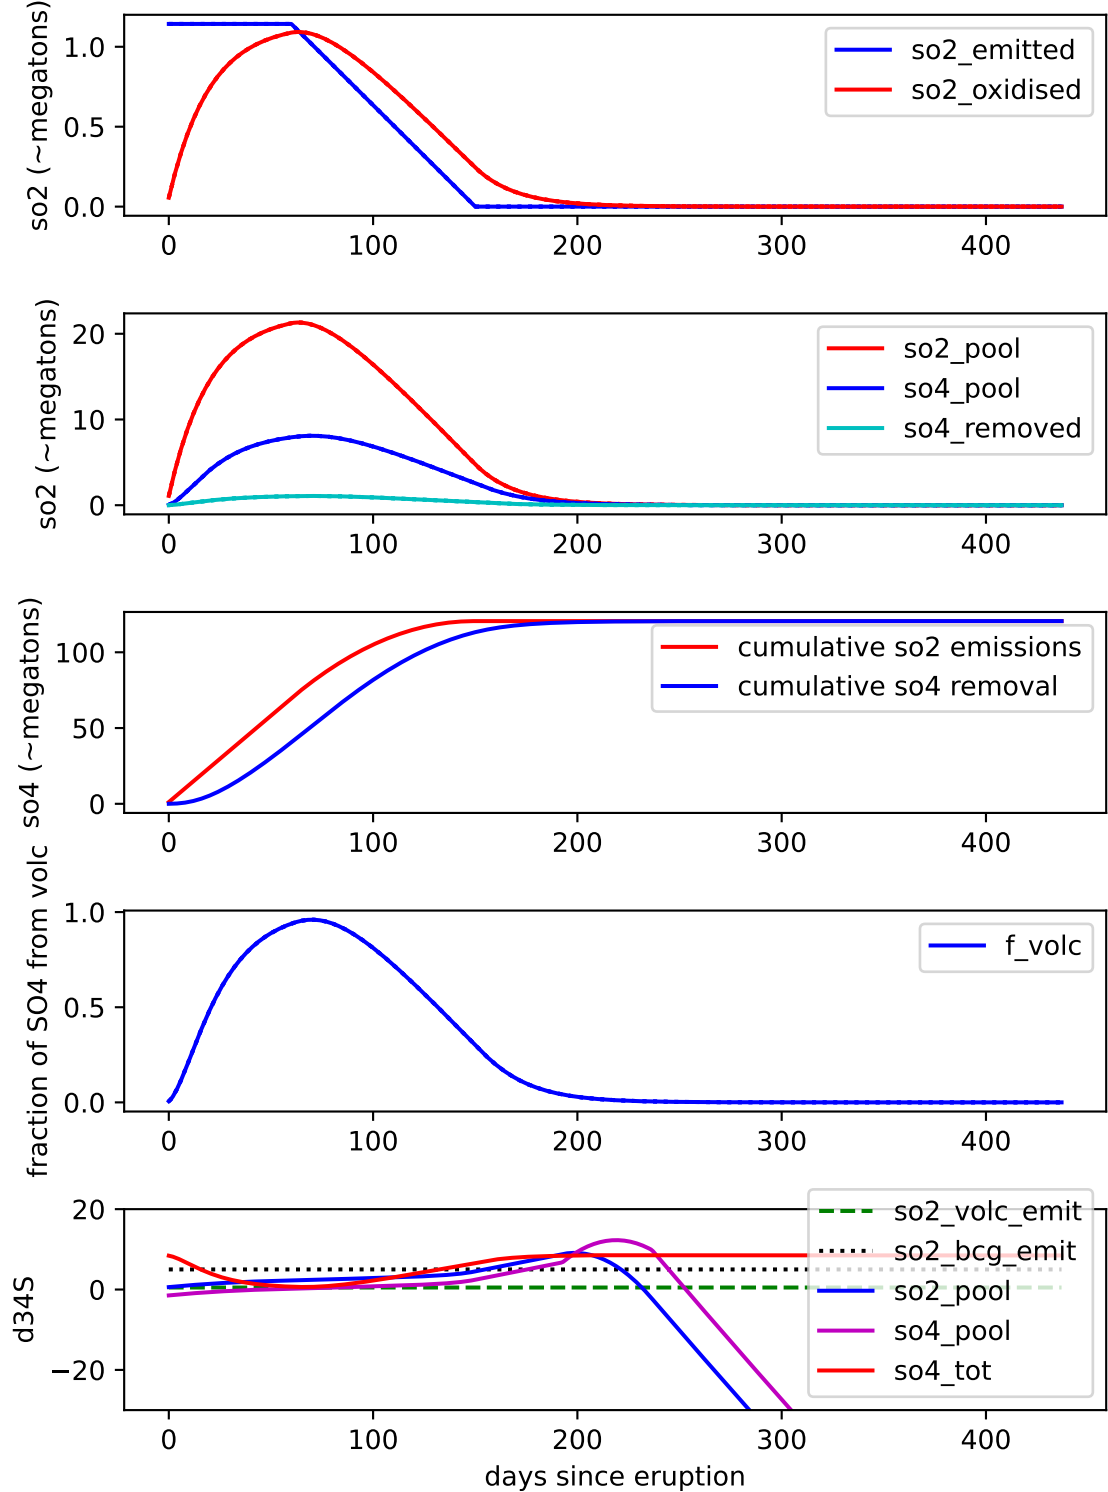 so2 (~megatons)
1.0
0.5
0.0
so2_emitted
so2_oxidised
0 100 200 300 400
so2 (~megatons)
20
10
0
so2_pool
so4_pool
so4_removed
0 100 200 300 400
so4 (~megatons)
100
50
0
cumulative so2 emissions
cumulative so4 removal
0 100 200 300 400
fraction of SO4 from volc
1.0
0.5
0.0
f_volc
0 100 200 300 400
d34S
20
0
−20
so2_volc_emit
so2_bcg_emit
so2_pool
so4_pool
so4_tot
0 100 200 300 400
days since eruption